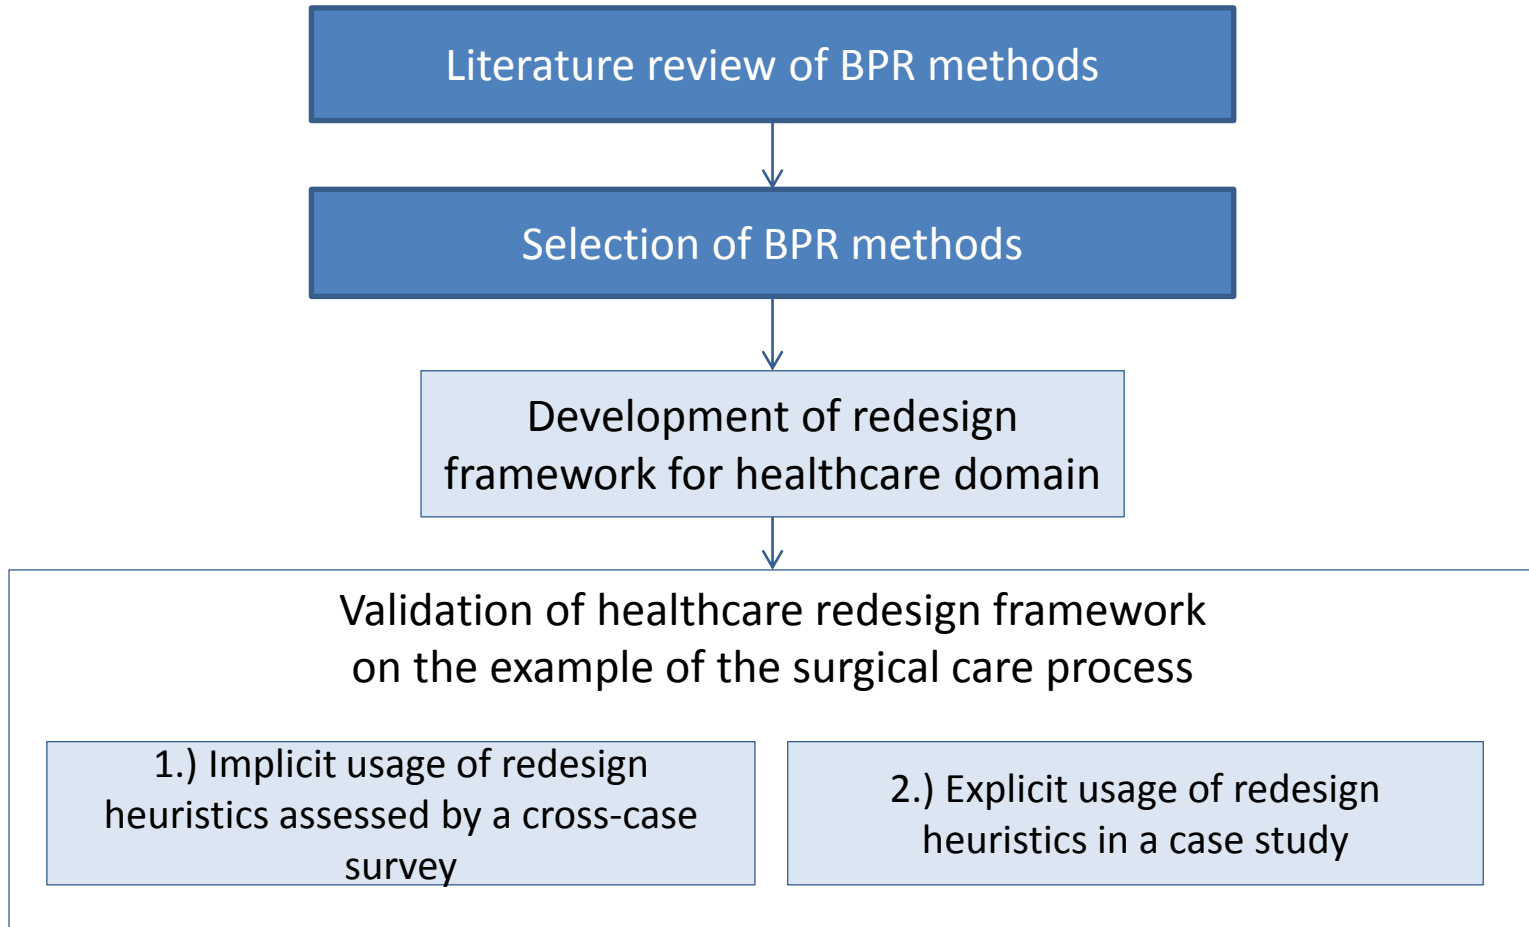 Literature review of BPR methods
Selection of BPR methods
Development of redesign
framework for healthcare domain
Validation of healthcare redesign framework
on the example of the surgical care process
1.) Implicit usage of redesign
heuristics assessed by a cross-case
survey
2.) Explicit usage of redesign
heuristics in a case study